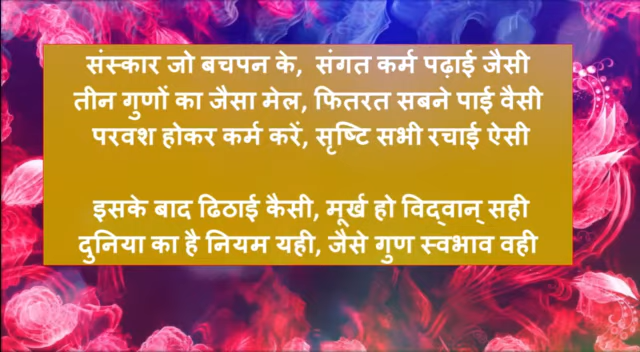 संस्कार जो बचपन के, संगत कर्म पढ़ाई जैसी
तीन गुणों का जैसा मेल, फितरत सबने पाई वैसी
परवश होकर कर्म करें, सृष्टि सभी रचाई ऐसी
इसके बाद ढिठाई कैसी, मूर्ख हो विद्वान् सही
दुनिया का है नियम यही, जैसे गुण स्वभाव वही